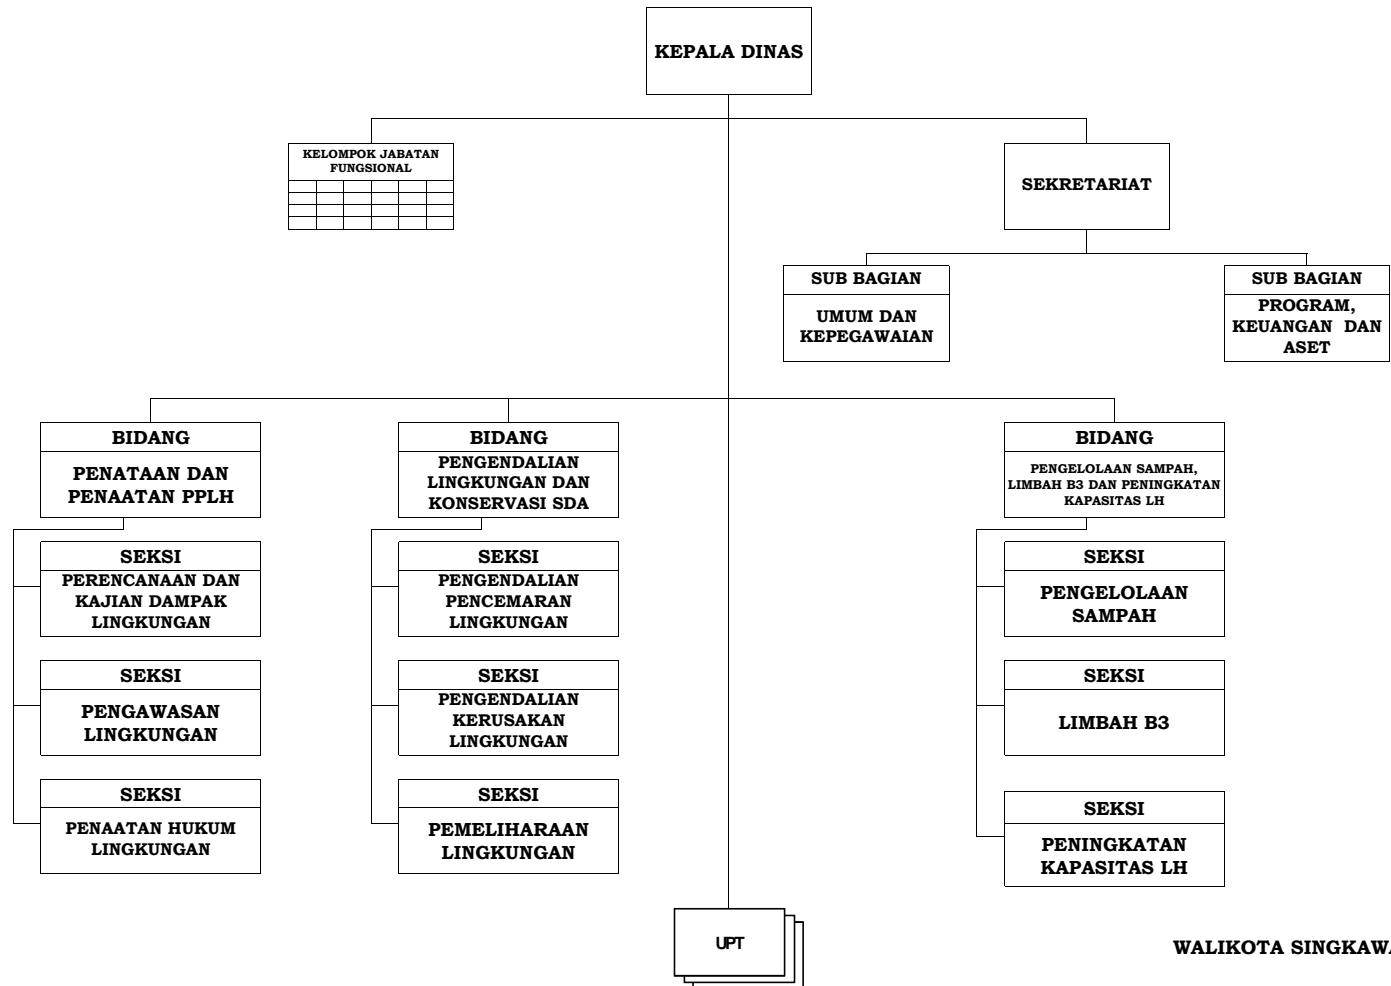 KEPALA DINAS
KELOMPOK JABATAN
FUNGSIONAL
SEKRETARIAT
SUB BAGIAN
UMUM DAN
KEPEGAWAIAN
SUB BAGIAN
PROGRAM,
KEUANGAN DAN
ASET
BIDANG
PENATAAN DAN
PENAATAN PPLH
SEKSI
PERENCANAAN DAN
KAJIAN DAMPAK
LINGKUNGAN
SEKSI
PENGAWASAN
LINGKUNGAN
SEKSI
PENAATAN HUKUM
LINGKUNGAN
BIDANG
PENGENDALIAN
LINGKUNGAN DAN
KONSERVASI SDA
SEKSI
PENGENDALIAN
PENCEMARAN
LINGKUNGAN
SEKSI
PENGENDALIAN
KERUSAKAN
LINGKUNGAN
SEKSI
PEMELIHARAAN
LINGKUNGAN
BIDANG
PENGELOLAAN SAMPAH,
LIMBAH B3 DAN PENINGKATAN
KAPASITAS LH
SEKSI
PENGELOLAAN
SAMPAH
SEKSI
LIMBAH B3
SEKSI
PENINGKATAN
KAPASITAS LH
UPT
WALIKOTA